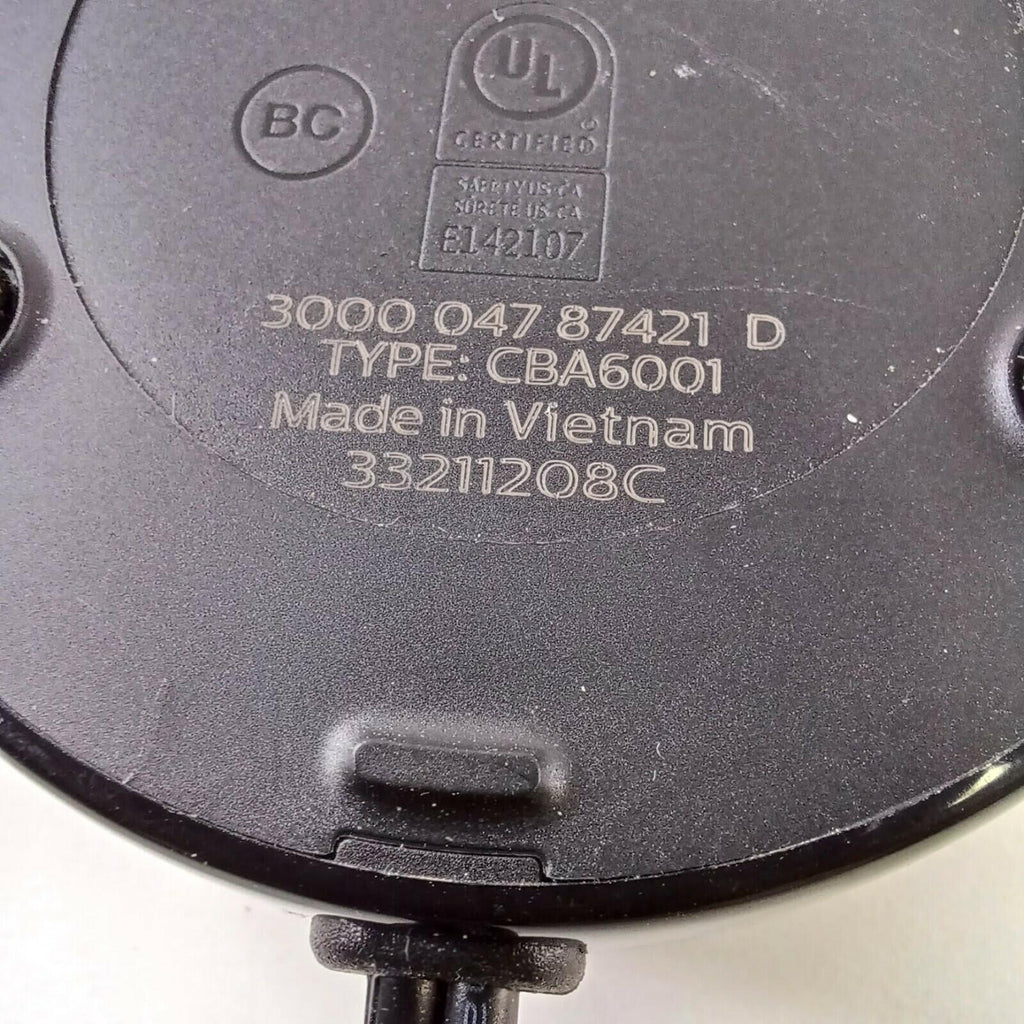 BC
UL
CERTIFIED
SAFETY US-CA
SÛRETÉ US-CA
E142107
3000 047 87421 D
TYPE: CBA6001
Made in Vietnam
33211208C